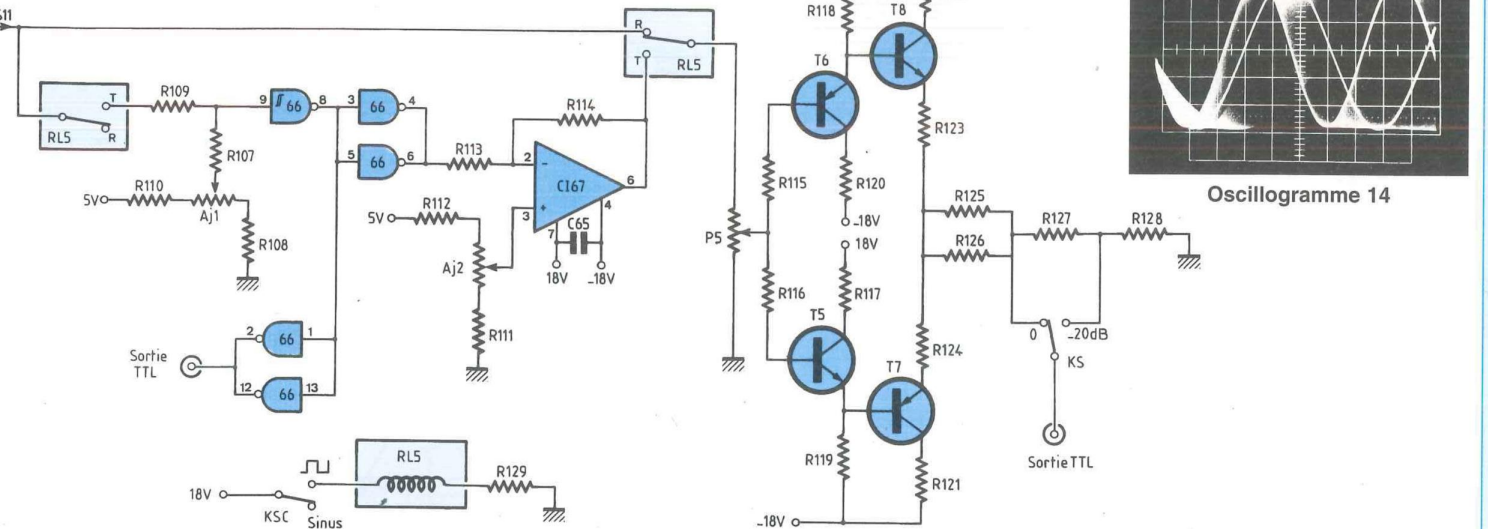 R118
T8
R
RL5
T
T6
RL5
T
R
R109
9
66
8
3
66
4
5
66
6
R107
R110
5V
Aj1
R108
R114
R113
2
-
CI67
6
+
3
4
7
C65
18V
-18V
R112
5V
Aj2
R111
P5
R115
R120
-18V
18V
R116
R117
T5
R123
R125
R126
R127
R128
R124
T7
0
-20dB
KS
Sortie TTL
R119
R121
-18V
Sortie
TTL
2
66
1
12
66
13
RL5
R129
18V
KSC
Sinus
Oscillogramme 14